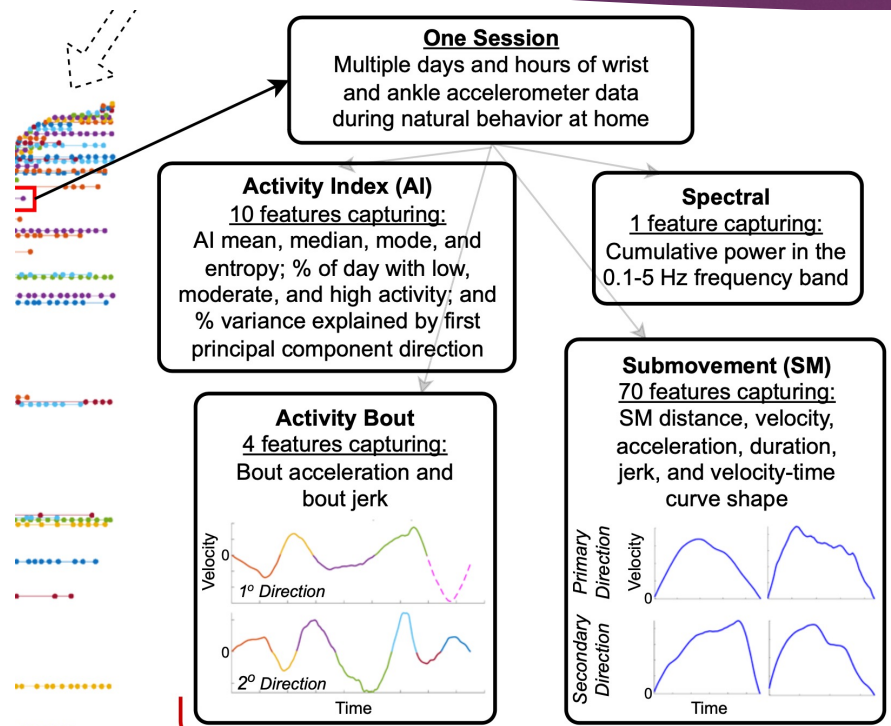 One Session
Multiple days and hours of wrist
and ankle accelerometer data
during natural behavior at home
Activity Index (AI)
10 features capturing:
AI mean, median, mode, and
entropy; % of day with low,
moderate, and high activity; and
% variance explained by first
principal component direction
Spectral
1 feature capturing:
Cumulative power in the
0.1-5 Hz frequency band
Activity Bout
4 features capturing:
Bout acceleration and
bout jerk
Velocity
0
1º Direction
0
2º Direction
Time
Submovement (SM)
70 features capturing:
SM distance, velocity,
acceleration, duration,
jerk, and velocity-time
curve shape
Primary
Direction
Velocity
0
Secondary
Direction
0
Time